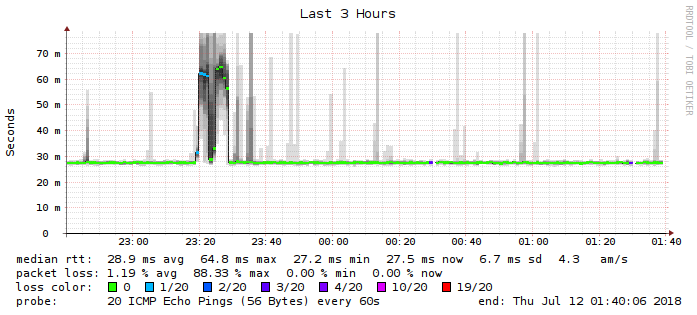 Last 3 Hours
RRDTOOL / TOBI OETIKER
Seconds
70 m
60 m
50 m
40 m
30 m
20 m
10 m
0
23:00 23:20 23:40 00:00 00:20 00:40 01:00 01:20 01:40
median rtt: 28.9 ms avg 64.8 ms max 27.2 ms min 27.5 ms now 6.7 ms sd 4.3 am/s
packet loss: 1.19 % avg 88.33 % max 0.00 % min 0.00 % now
loss color: 0 1/20 2/20 3/20 4/20 10/20 19/20
probe: 20 ICMP Echo Pings (56 Bytes) every 60s end: Thu Jul 12 01:40:06 2018